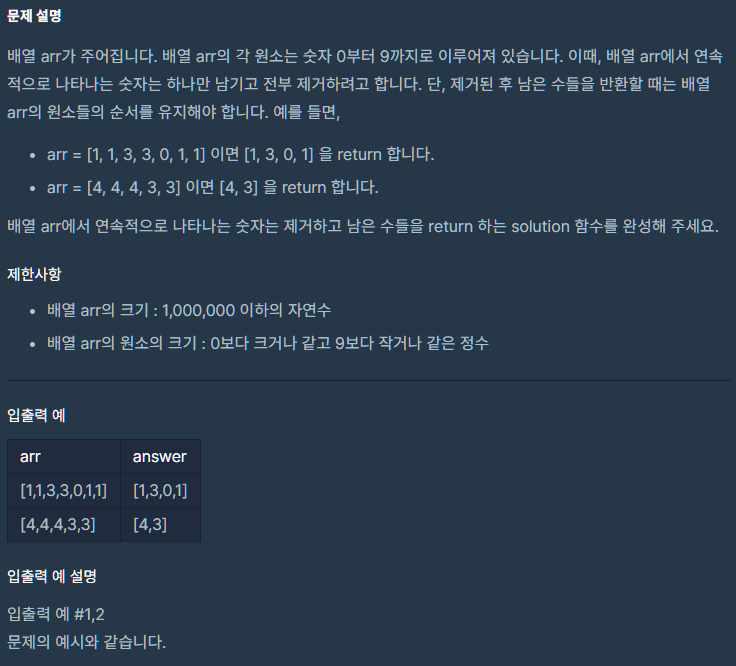 문제 설명
배열 arr가 주어집니다. 배열 arr의 각 원소는 숫자 0부터 9까지로 이루어져 있습니다. 이때, 배열 arr에서 연속
적으로 나타나는 숫자는 하나만 남기고 전부 제거하려고 합니다. 단, 제거된 후 남은 수들을 반환할 때는 배열
arr의 원소들의 순서를 유지해야 합니다. 예를 들면,
• arr = [1, 1, 3, 3, 0, 1, 1] 이면 [1, 3, 0, 1] 을 return 합니다.
• arr = [4, 4, 4, 3, 3] 이면 [4, 3] 을 return 합니다.
배열 arr에서 연속적으로 나타나는 숫자는 제거하고 남은 수들을 return 하는 solution 함수를 완성해 주세요.
제한사항
• 배열 arr의 크기 : 1,000,000 이하의 자연수
• 배열 arr의 원소의 크기 : 0보다 크거나 같고 9보다 작거나 같은 정수
입출력 예
arr answer
[1,1,3,3,0,1,1] [1,3,0,1]
[4,4,4,3,3] [4,3]
입출력 예 설명
입출력 예 #1,2
문제의 예시와 같습니다.